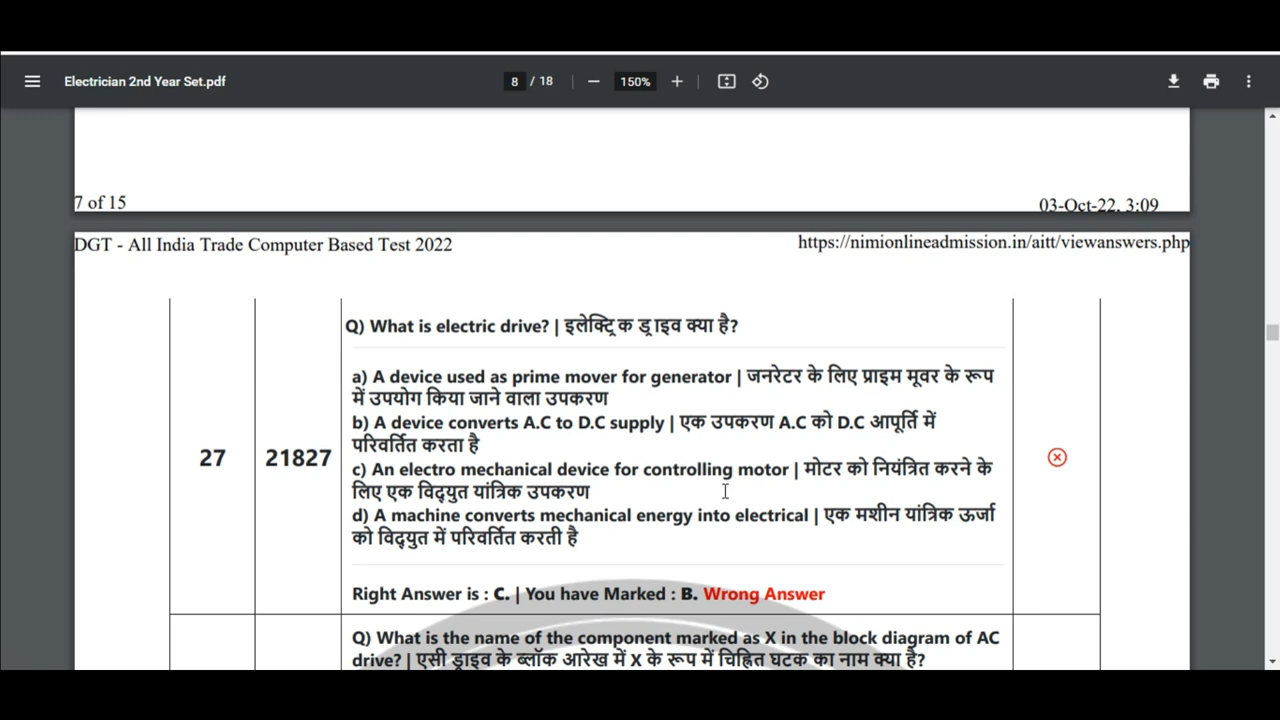 Electrician 2nd Year Set.pdf
8 / 18
150%
7 of 15
03-Oct-22, 3:09
DGT - All India Trade Computer Based Test 2022
https://nimionlineadmission.in/aitt/viewanswers.php
Q) What is electric drive? | इलेक्ट्रिक ड्राइव क्या है?
a) A device used as prime mover for generator | जनरेटर के लिए प्राइम मूवर के रूप
में उपयोग किया जाने वाला उपकरण
b) A device converts A.C to D.C supply | एक उपकरण A.C को D.C आपूर्ति में
परिवर्तित करता है
27
21827
c) An electro mechanical device for controlling motor | मोटर को नियंत्रित करने के
लिए एक विद्युत यांत्रिक उपकरण
d) A machine converts mechanical energy into electrical | एक मशीन यांत्रिक ऊर्जा
को विद्युत में परिवर्तित करती है
Right Answer is : C. | You have Marked : B. Wrong Answer
Q) What is the name of the component marked as X in the block diagram of AC
drive? | एसी ड्राइव के ब्लॉक आरेख में X के रूप में चिह्नित घटक का नाम क्या है?